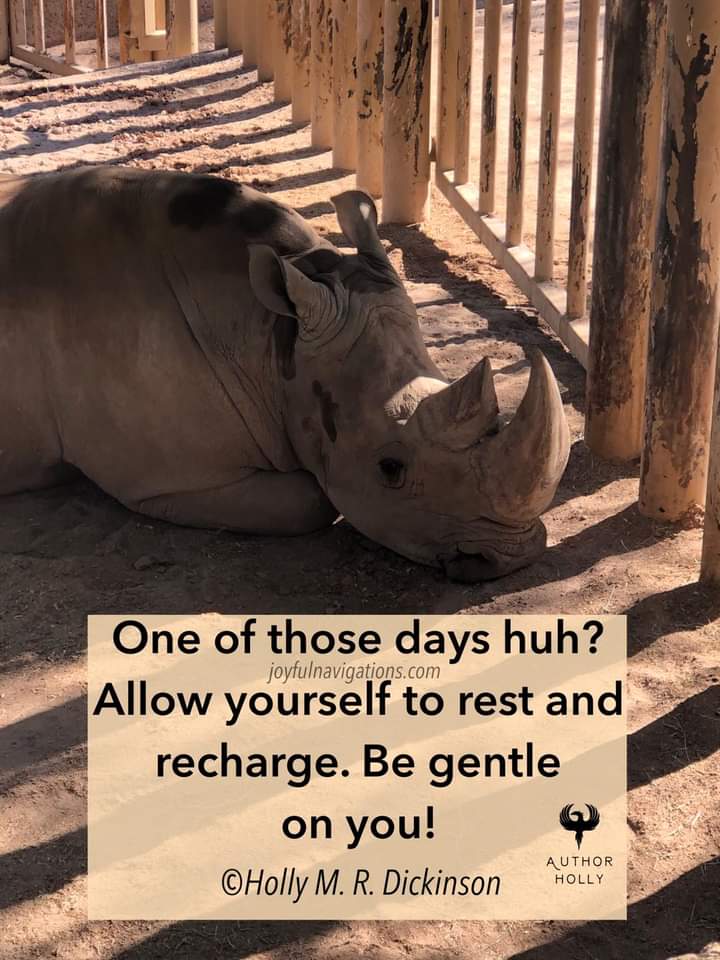 One of those days huh?
joyfulnavigations.com
Allow yourself to rest and
recharge. Be gentle
on you!
AUTHOR
HOLLY
©Holly M. R. Dickinson